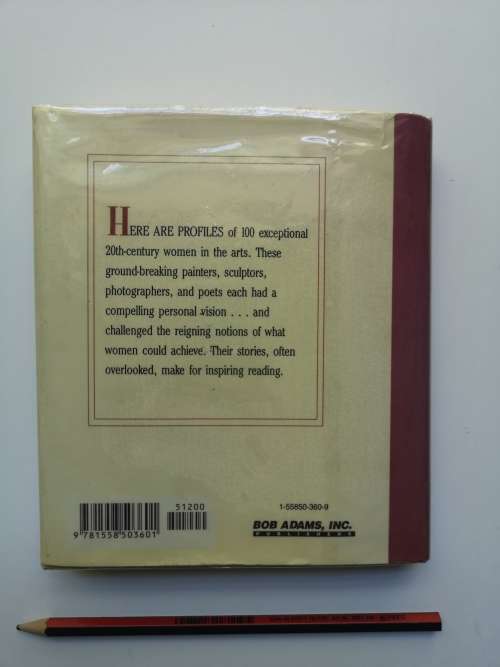 HERE ARE PROFILES of 100 exceptional
20th-century women in the arts. These
ground-breaking painters, sculptors,
photographers, and poets each had a
compelling personal vision . . . and
challenged the reigning notions of what
women could achieve. Their stories, often
overlooked, make for inspiring reading.
51200
9 781558 503601
1-55850-360-9
BOB ADAMS, INC.
PUBLISHERS